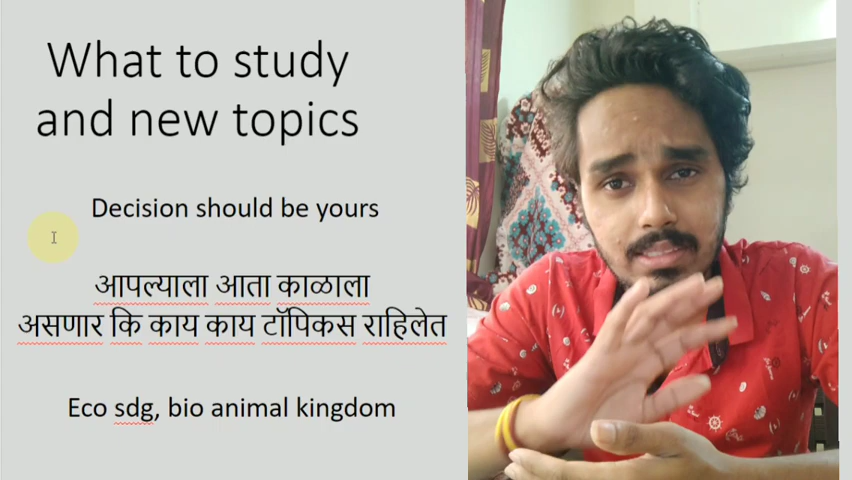 What to study
and new topics
Decision should be yours
आपल्याला आता काळाला
असणार कि काय काय टॉपिकस राहिलेत
Eco sdg, bio animal kingdom